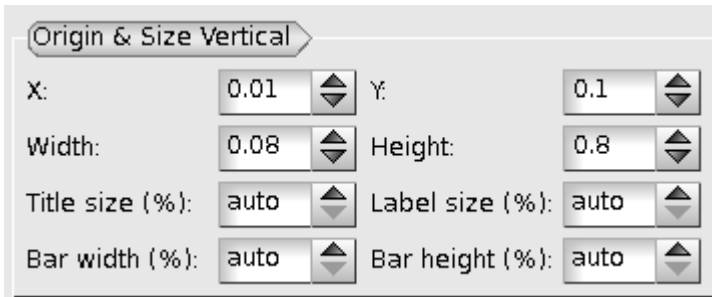 Origin & Size Vertical
X: 0.01 Y: 0.1
Width: 0.08 Height: 0.8
Title size (%): auto Label size (%): auto
Bar width (%): auto Bar height (%): auto